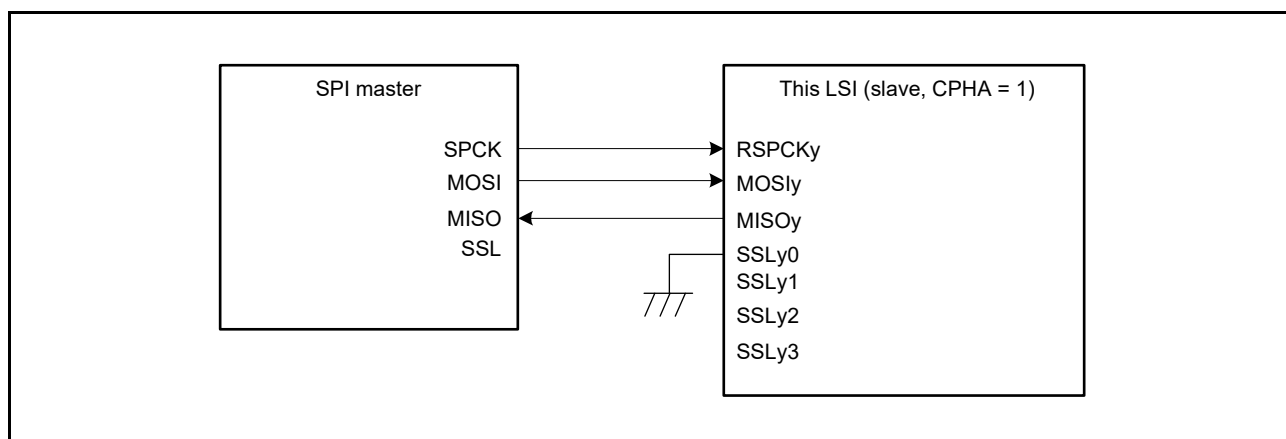 SPI master
SPCK
MOSI
MISO
SSL
This LSI (slave, CPHA = 1)
RSPCKy
MOSIy
MISOy
SSLy0
SSLy1
SSLy2
SSLy3